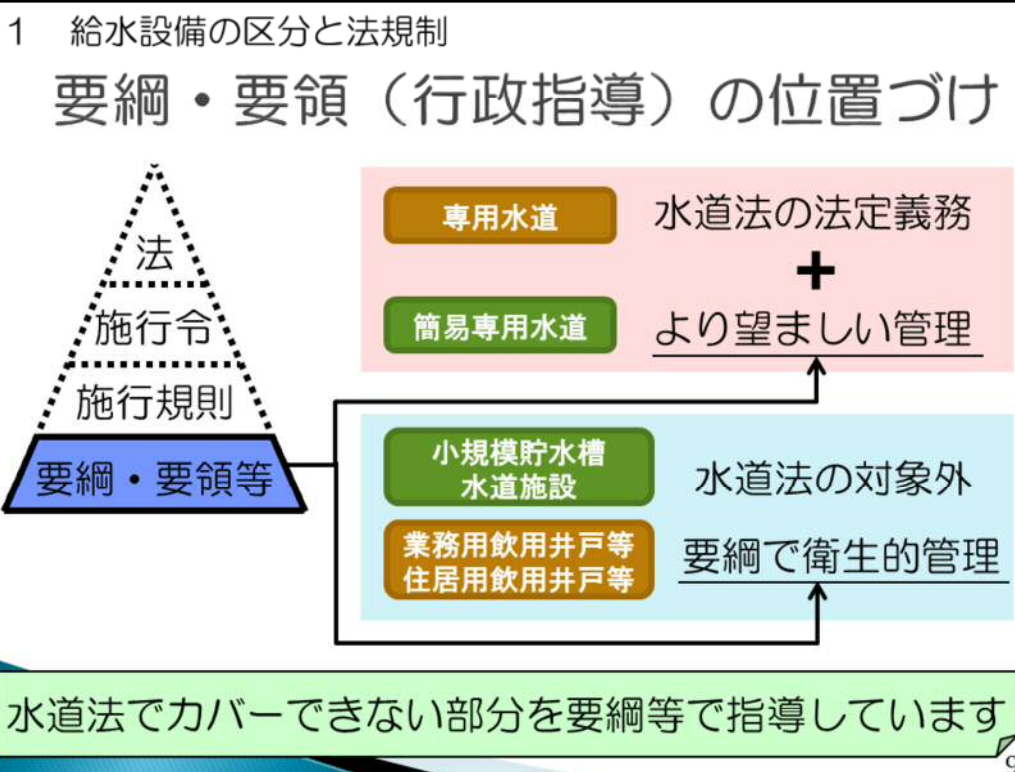 1 給水設備の区分と法規制
要綱・要領（行政指導）の位置づけ
法
施行令
施行規則
要綱・要領等
専用水道
水道法の法定義務
+
簡易専用水道
より望ましい管理
小規模貯水槽
水道施設
水道法の対象外
業務用飲用井戸等
住居用飲用井戸等
要綱で衛生的管理
水道法でカバーできない部分を要綱等で指導しています